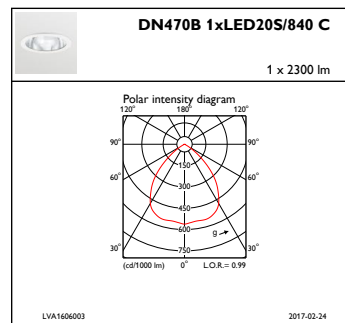 DN470B 1xLED20S/840 C
1 x 2300 lm
Polar intensity diagram
120° 180° 120°
90° 90°
150
60° 60°
300
450
600
g
750
30° 30°
(cd/1000 lm) 0° L.O.R.= 0.99
LVA1606003 2017-02-24